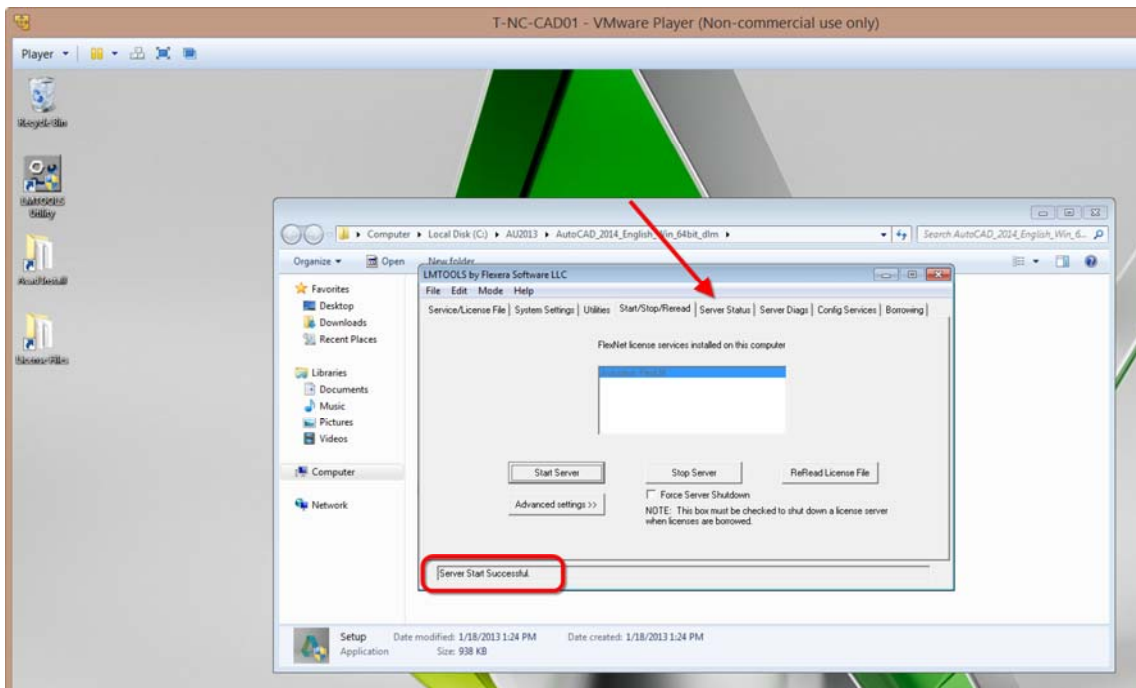 T-NC-CAD01 - VMware Player (Non-commercial use only)
Player
Recycle Bin
LMTOOLS
Utility
Computer
Local Disk (C:)
AU2013
AutoCAD_2014_English_Win_64bit_dlm
Search AutoCAD_2014_English_Win_6...
Organize
Open
New folder
Favorites
Desktop
Downloads
Recent Places
Libraries
Documents
Music
Pictures
Videos
Computer
Network
LMTOOLS by Flexera Software LLC
File Edit Mode Help
Service/License File System Settings Utilities Start/Stop/Reread Server Status Server Diags Config Services Borrowing
FlexNet license services installed on this computer
Start Server
Stop Server
ReRead License File
Advanced settings >>
Force Server Shutdown
NOTE: This box must be checked to shut down a license server
when licenses are borrowed.
Server Start Successful.
Setup Date modified: 1/18/2013 1:24 PM Date created: 1/18/2013 1:24 PM
Application Size: 938 KB